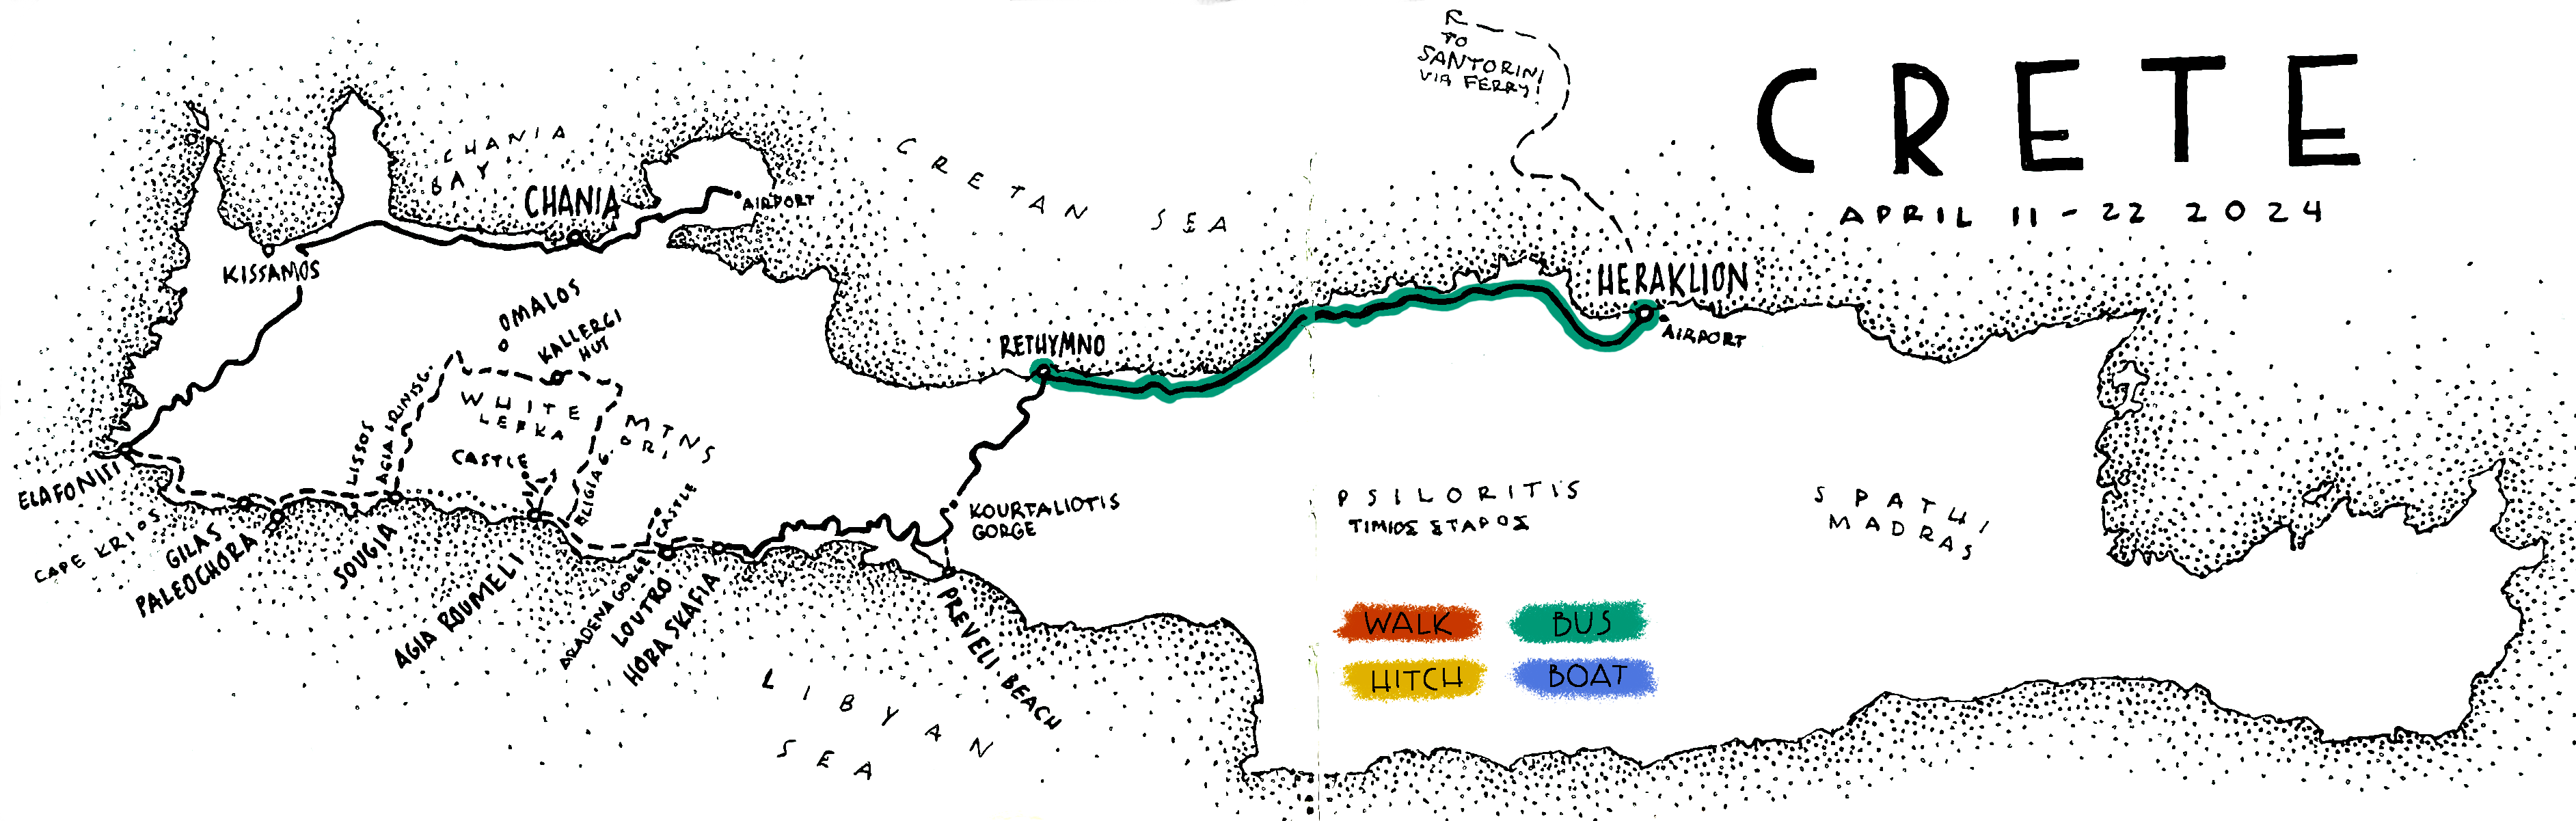 TO
SANTORINI
VIA FERRY!
CRETE
APRIL 11-22 2024
CHANIA
BAY
CHANIA
AIRPORT
CRETAN SEA
KISSAMOS
HERAKLION
AIRPORT
OMALOS
KALLERGI
HUT
RETHYMNO
WHITE MTNS
LEFKA ORI
CASTLE
LISSOS
AGIA IRINI G.
ELIGIA G.
CASTLE
ELAFONISI
CAPE KRIOS
GILAS
PALEOCHORA
SOUGIA
AGIA ROUMELI
ARADENA GORGE
LOUTRO
HORA SKAFIA
KOURTALIOTIS
GORGE
PREVELI BEACH
PSILORITIS
TIMIOΣ ΣTAPOΣ
SPATHI
MADRAS
WALK
BUS
HITCH
BOAT
LIBYAN
SEA